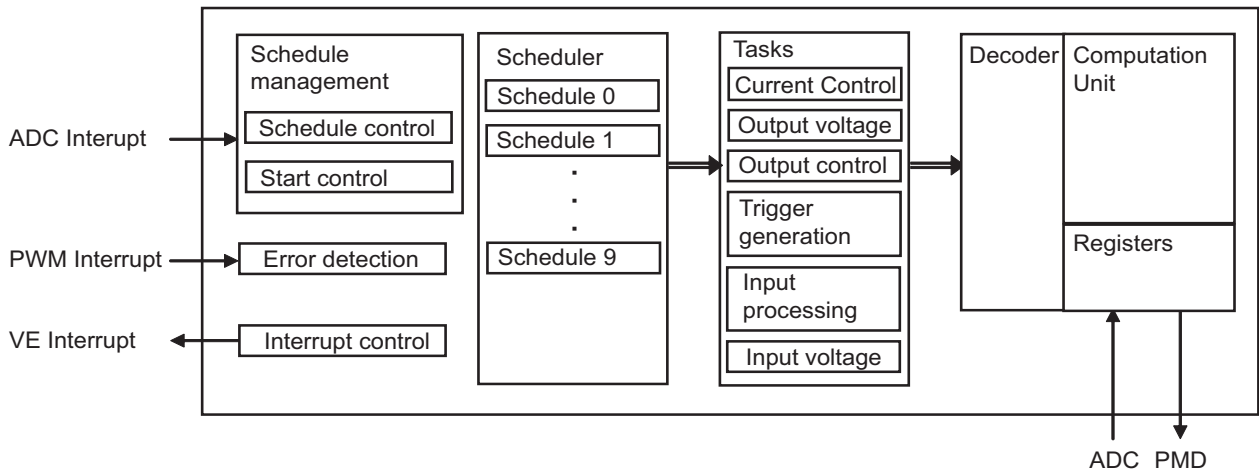 ADC Interupt
PWM Interrupt
VE Interrupt
Schedule
management
Schedule control
Start control
Error detection
Interrupt control
Scheduler
Schedule 0
Schedule 1
.
.
.
Schedule 9
Tasks
Current Control
Output voltage
Output control
Trigger
generation
Input
processing
Input voltage
Decoder
Computation
Unit
Registers
ADC
PMD